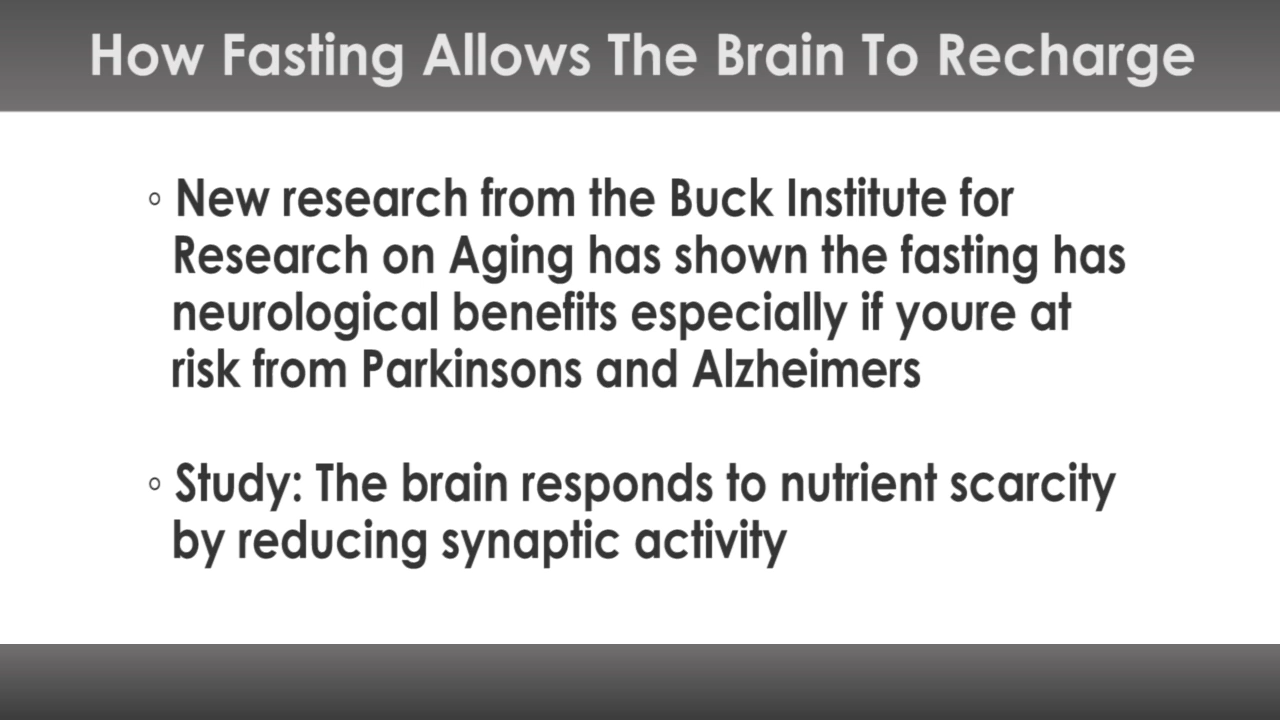 How Fasting Allows The Brain To Recharge
◦ New research from the Buck Institute for
Research on Aging has shown the fasting has
neurological benefits especially if youre at
risk from Parkinsons and Alzheimers
◦ Study: The brain responds to nutrient scarcity
by reducing synaptic activity